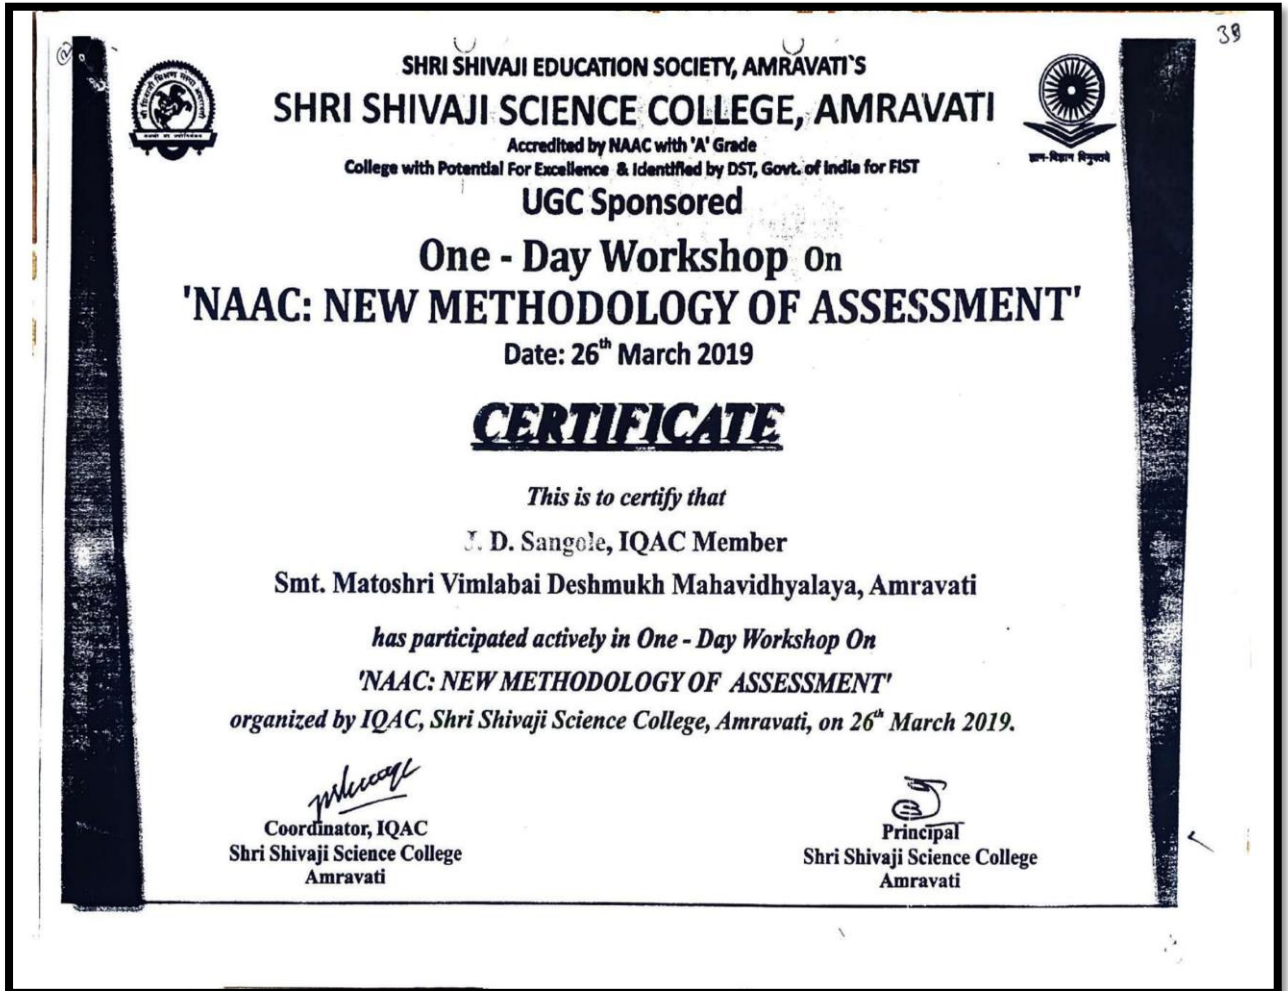 38
SHRI SHIVAJI EDUCATION SOCIETY, AMRAVATI`S
SHRI SHIVAJI SCIENCE COLLEGE, AMRAVATI
Accredited by NAAC with 'A' Grade
College with Potential For Excellence & Identified by DST, Govt. of India for FIST
UGC Sponsored
ज्ञान-विज्ञान विमुक्तये
One - Day Workshop On
'NAAC: NEW METHODOLOGY OF ASSESSMENT'
Date: 26th March 2019
CERTIFICATE
This is to certify that
J. D. Sangole, IQAC Member
Smt. Matoshri Vimlabai Deshmukh Mahavidhyalaya, Amravati
has participated actively in One - Day Workshop On
'NAAC: NEW METHODOLOGY OF ASSESSMENT'
organized by IQAC, Shri Shivaji Science College, Amravati, on 26th March 2019.
Coordinator, IQAC
Shri Shivaji Science College
Amravati
Principal
Shri Shivaji Science College
Amravati